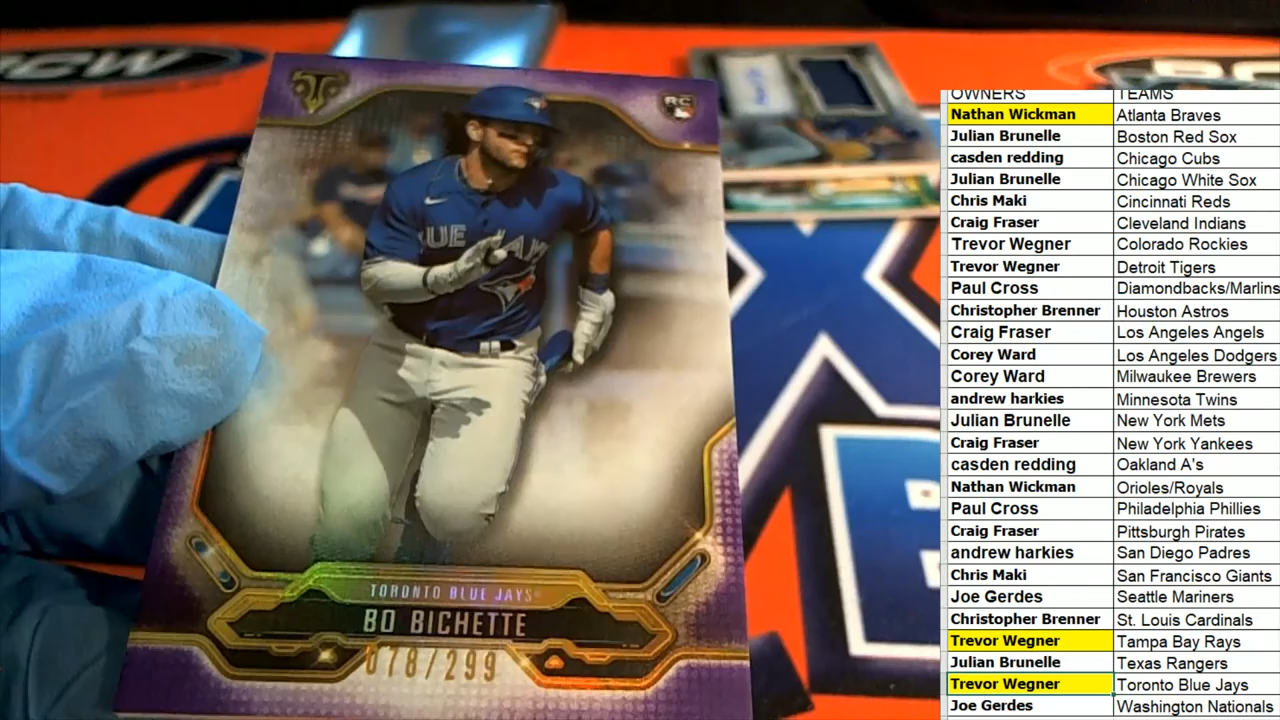 CW
RC
UE JAY
TORONTO BLUE JAYS
BO BICHETTE
078/299
OWNERS TEAMS
Nathan Wickman Atlanta Braves
Julian Brunelle Boston Red Sox
casden redding Chicago Cubs
Julian Brunelle Chicago White Sox
Chris Maki Cincinnati Reds
Craig Fraser Cleveland Indians
Trevor Wegner Colorado Rockies
Trevor Wegner Detroit Tigers
Paul Cross Diamondbacks/Marlins
Christopher Brenner Houston Astros
Craig Fraser Los Angeles Angels
Corey Ward Los Angeles Dodgers
Corey Ward Milwaukee Brewers
andrew harkies Minnesota Twins
Julian Brunelle New York Mets
Craig Fraser New York Yankees
casden redding Oakland A's
Nathan Wickman Orioles/Royals
Paul Cross Philadelphia Phillies
Craig Fraser Pittsburgh Pirates
andrew harkies San Diego Padres
Chris Maki San Francisco Giants
Joe Gerdes Seattle Mariners
Christopher Brenner St. Louis Cardinals
Trevor Wegner Tampa Bay Rays
Julian Brunelle Texas Rangers
Trevor Wegner Toronto Blue Jays
Joe Gerdes Washington Nationals